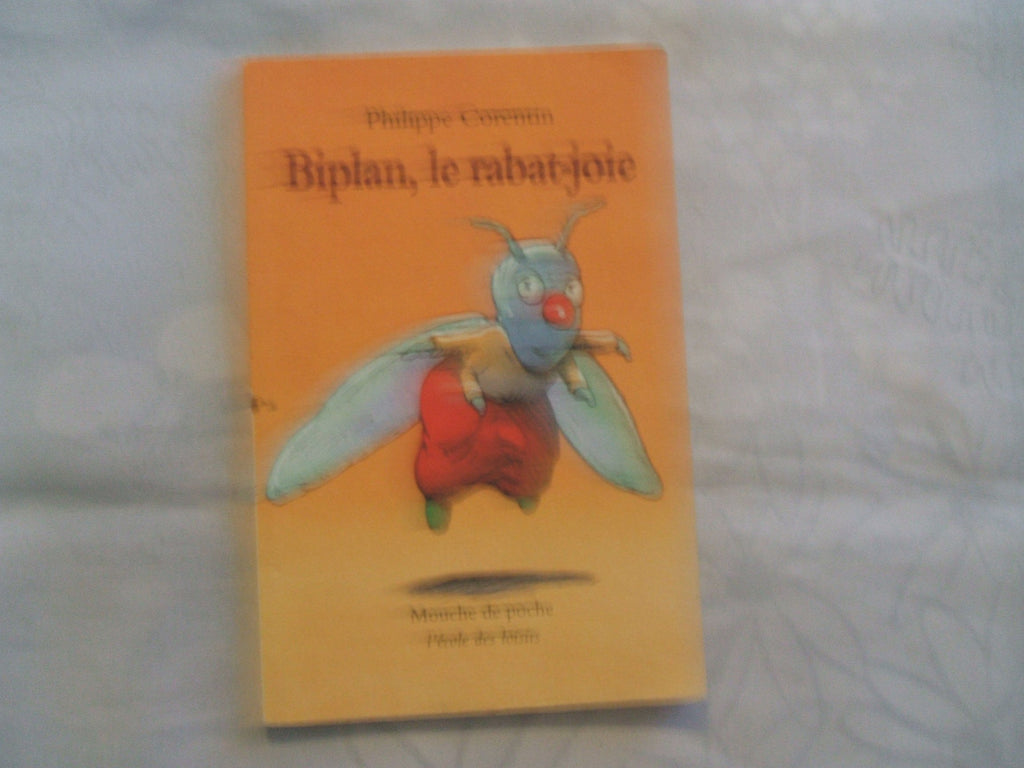 Philippe Corentin
Biplan, le rabat-joie
Mouche de poche
l'école des loisirs